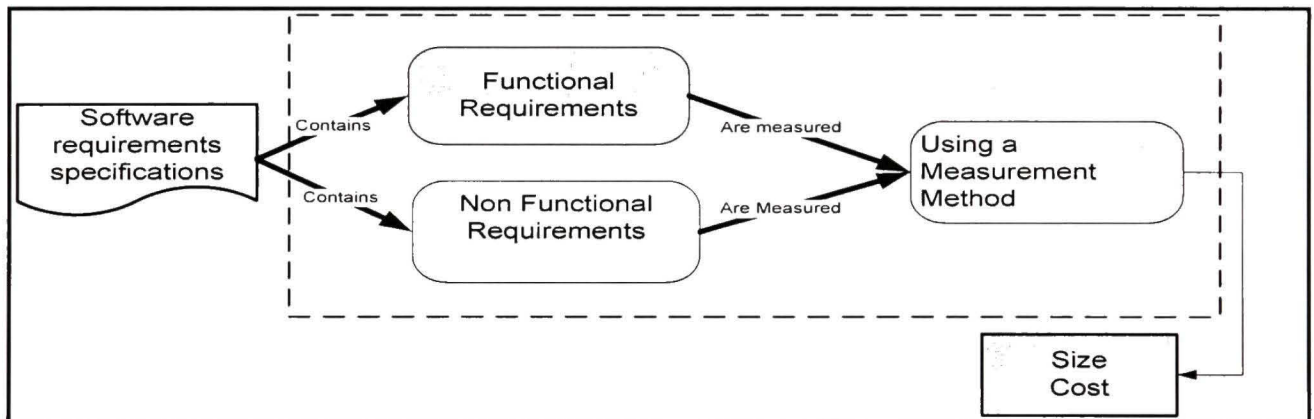 Software
requirements
specifications
Contains
Contains
Functional
Requirements
Non Functional
Requirements
Are measured
Are Measured
Using a
Measurement
Method
Size
Cost